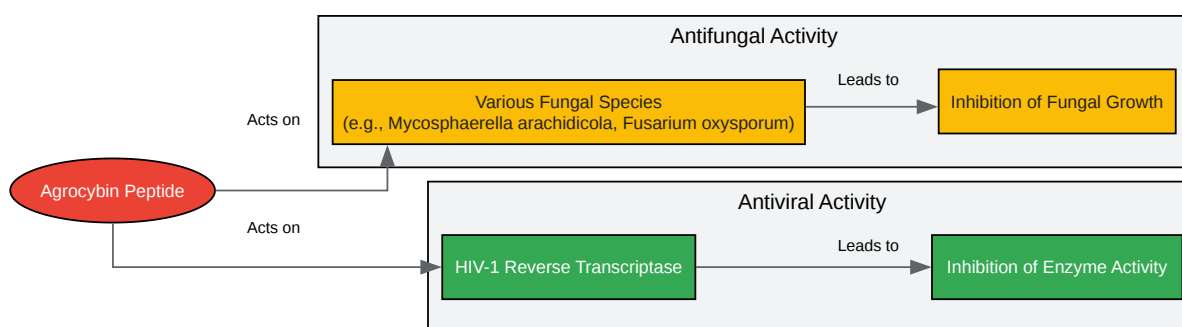 Antifungal Activity
Acts on
Various Fungal Species
(e.g., Mycosphaerella arachidicola, Fusarium oxysporum)
Leads to
Inhibition of Fungal Growth
Agrocybin Peptide
Antiviral Activity
Acts on
HIV-1 Reverse Transcriptase
Leads to
Inhibition of Enzyme Activity